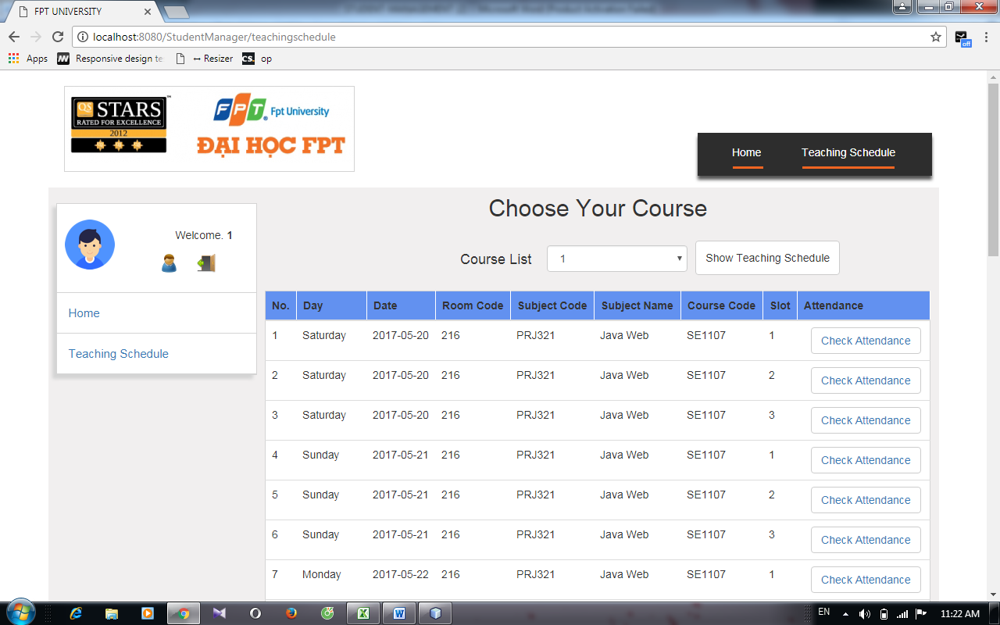 FPT UNIVERSITY
localhost:8080/StudentManager/teachingschedule
off
Apps
Responsive design te
↔ Resizer
CS.
op
QS STARS™
RATED FOR EXCELLENCE
2012
FPT® Fpt University
ĐẠI HỌC FPT
Home Teaching Schedule
Choose Your Course
Welcome. 1
Home
Teaching Schedule
Course List 1 Show Teaching Schedule
No. Day Date Room Code Subject Code Subject Name Course Code Slot Attendance
1 Saturday 2017-05-20 216 PRJ321 Java Web SE1107 1 Check Attendance
2 Saturday 2017-05-20 216 PRJ321 Java Web SE1107 2 Check Attendance
3 Saturday 2017-05-20 216 PRJ321 Java Web SE1107 3 Check Attendance
4 Sunday 2017-05-21 216 PRJ321 Java Web SE1107 1 Check Attendance
5 Sunday 2017-05-21 216 PRJ321 Java Web SE1107 2 Check Attendance
6 Sunday 2017-05-21 216 PRJ321 Java Web SE1107 3 Check Attendance
7 Monday 2017-05-22 216 PRJ321 Java Web SE1107 1 Check Attendance
EN 11:22 AM